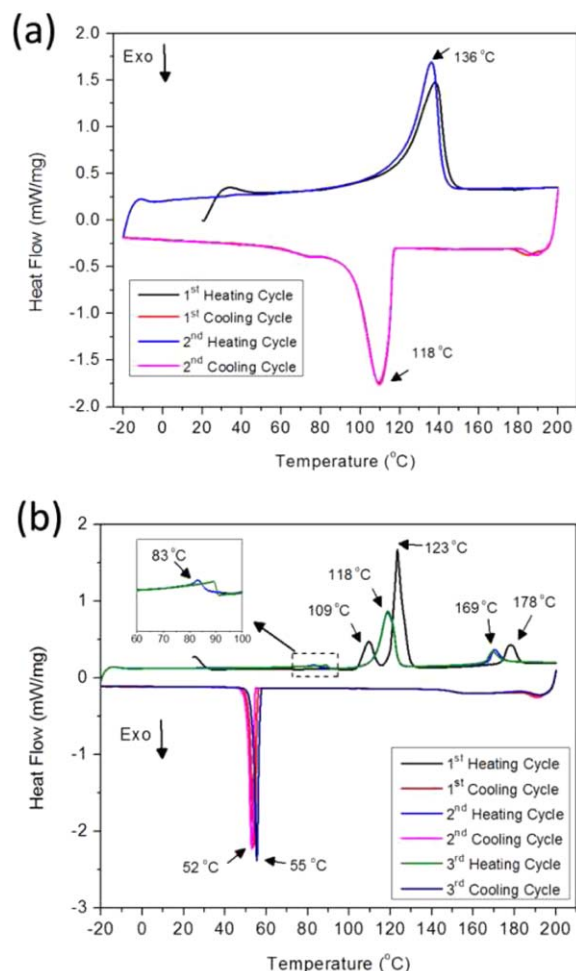 (a)
Exo
136 °C
118 °C
2.0
1.5
1.0
0.5
0.0
-0.5
-1.0
-1.5
-2.0
Heat Flow (mW/mg)
1st Heating Cycle
1st Cooling Cycle
2nd Heating Cycle
2nd Cooling Cycle
-20 0 20 40 60 80 100 120 140 160 180 200
Temperature (°C)
(b)
83 °C
60 70 80 90 100
123 °C
118 °C
109 °C
169 °C
178 °C
Exo
52 °C
55 °C
2
1
0
-1
-2
-3
Heat Flow (mW/mg)
1st Heating Cycle
1st Cooling Cycle
2nd Heating Cycle
2nd Cooling Cycle
3rd Heating Cycle
3rd Cooling Cycle
-20 0 20 40 60 80 100 120 140 160 180 200
Temperature (°C)